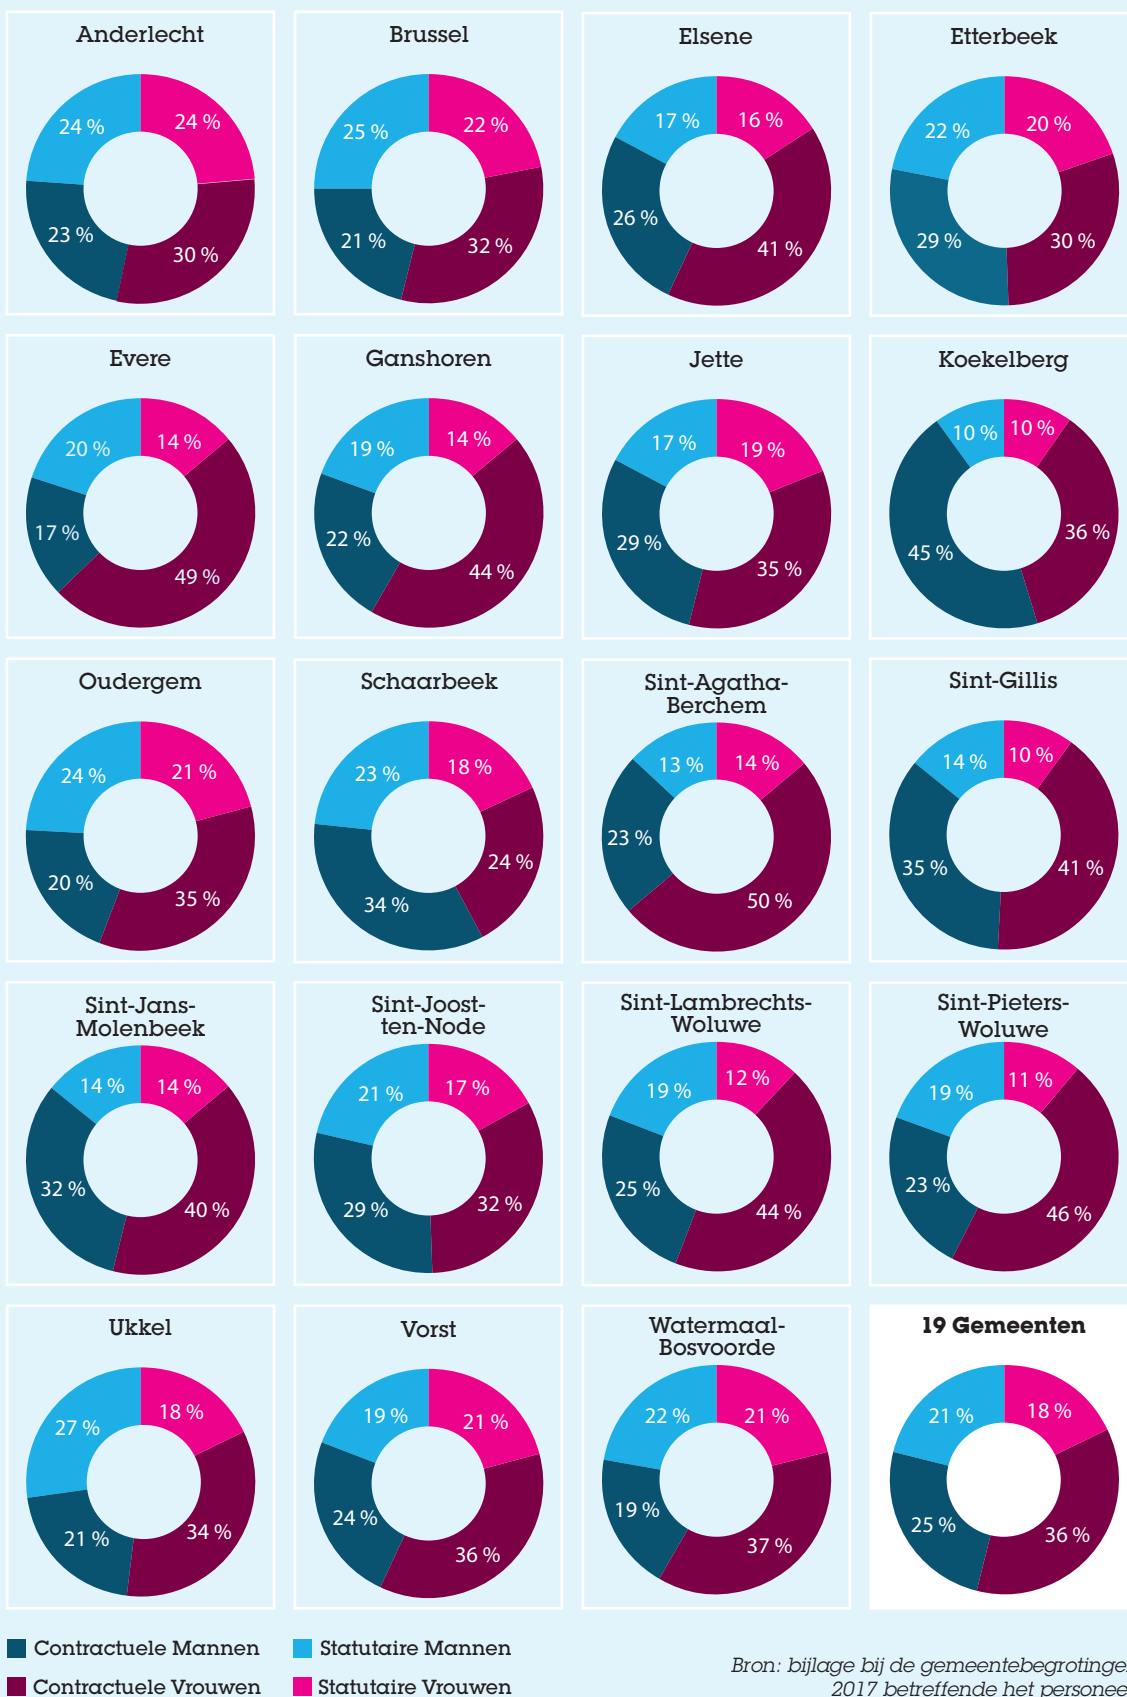 Anderlecht
24 %
24 %
23 %
30 %
Brussel
25 %
22 %
21 %
32 %
Elsene
17 %
16 %
26 %
41 %
Etterbeek
22 %
20 %
29 %
30 %
Evere
20 %
14 %
17 %
49 %
Ganshoren
19 %
14 %
22 %
44 %
Jette
17 %
19 %
29 %
35 %
Koekelberg
10 %
10 %
45 %
36 %
Oudergem
24 %
21 %
20 %
35 %
Schaarbeek
23 %
18 %
34 %
24 %
Sint-Agatha-
Berchem
13 %
14 %
23 %
50 %
Sint-Gillis
14 %
10 %
35 %
41 %
Sint-Jans-
Molenbeek
14 %
14 %
32 %
40 %
Sint-Joost-
ten-Node
21 %
17 %
29 %
32 %
Sint-Lambrechts-
Woluwe
19 %
12 %
25 %
44 %
Sint-Pieters-
Woluwe
19 %
11 %
23 %
46 %
Ukkel
27 %
18 %
21 %
34 %
Vorst
19 %
21 %
24 %
36 %
Watermaal-
Bosvoorde
22 %
21 %
19 %
37 %
19 Gemeenten
21 %
18 %
25 %
36 %
Contractuele Mannen
Statutaire Mannen
Contractuele Vrouwen
Statutaire Vrouwen
Bron: bijlage bij de gemeentebegrotinge
2017 betreffende het personee